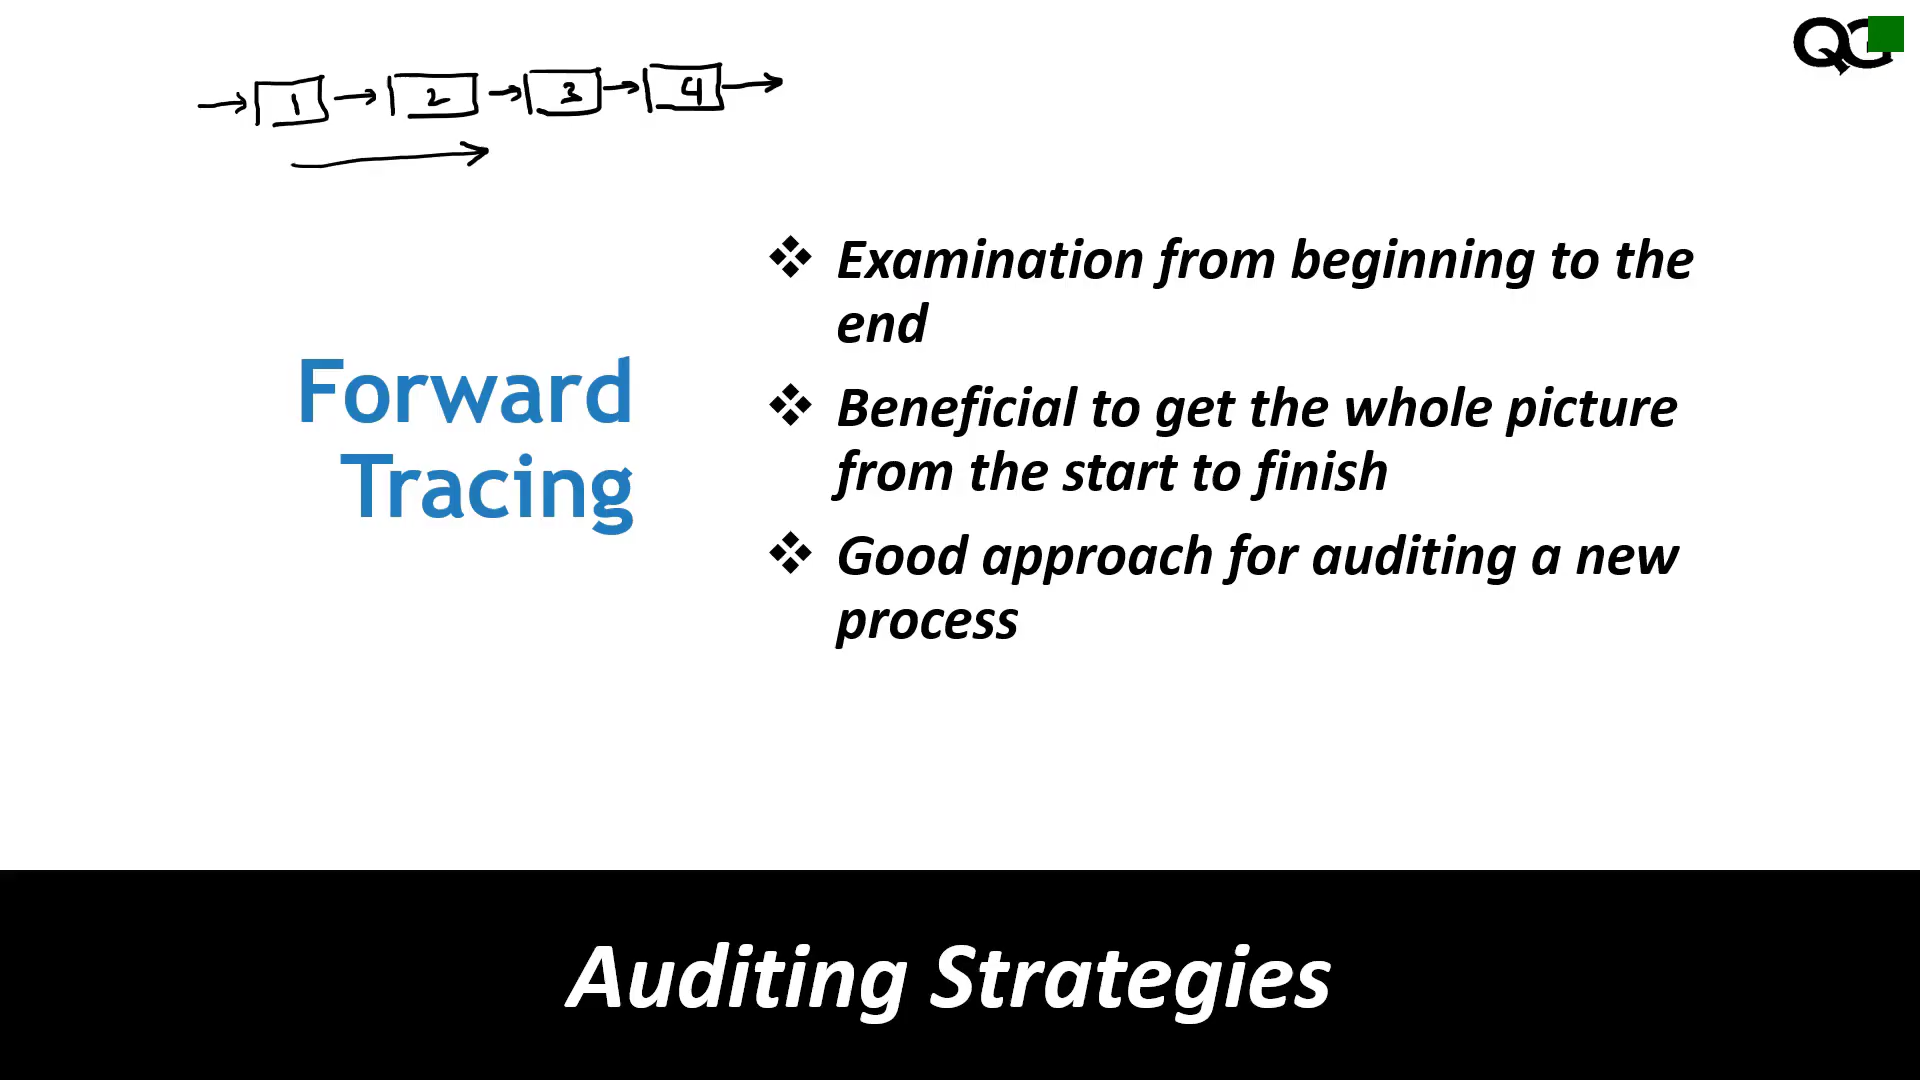 QG
1 2 3 4
Forward
Tracing
❖ Examination from beginning to the
end
❖ Beneficial to get the whole picture
from the start to finish
❖ Good approach for auditing a new
process
Auditing Strategies